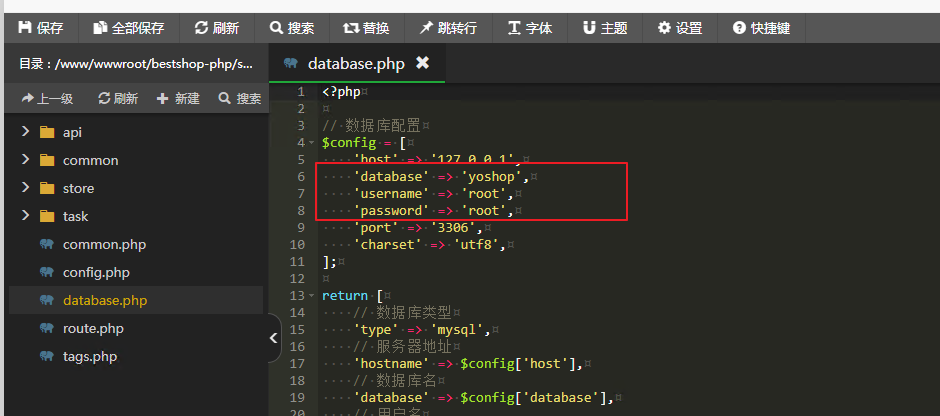 保存 全部保存 刷新 搜索 替换 跳转行 字体 主题 设置 快捷键
目录：/www/wwwroot/bestshop-php/s...
database.php
上一级 刷新 新建 搜索
api
common
store
task
common.php
config.php
database.php
route.php
tags.php
1 <?php
2
3 // 数据库配置
4 $config = [
5 'host' => '127.0.0.1',
6 'database' => 'yoshop',
7 'username' => 'root',
8 'password' => 'root',
9 'port' => '3306',
10 'charset' => 'utf8',
11 ];
12
13 return [
14 // 数据库类型
15 'type' => 'mysql',
16 // 服务器地址
17 'hostname' => $config['host'],
18 // 数据库名
19 'database' => $config['database'],
20 // 用户名